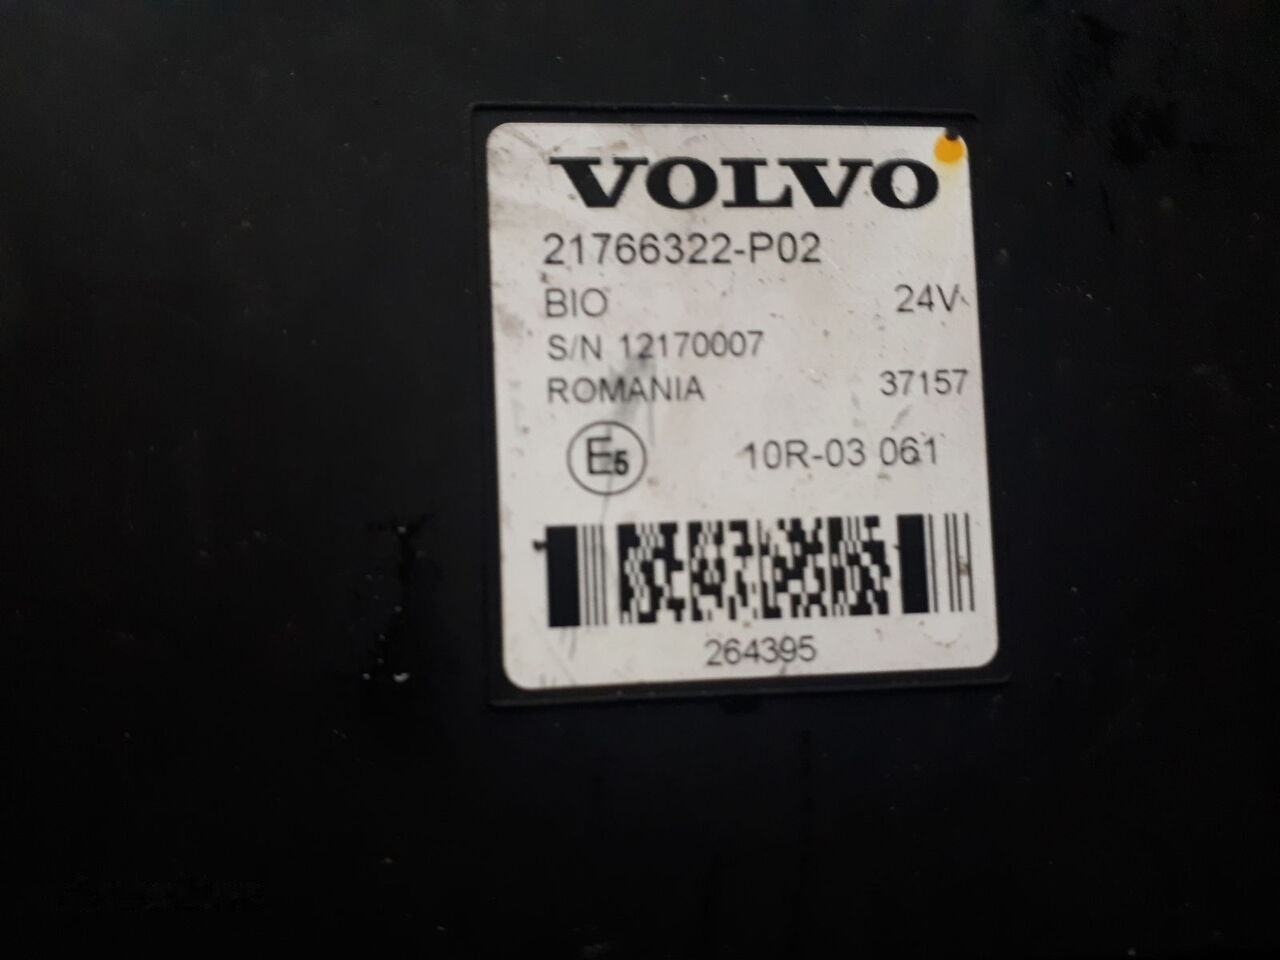 VOLVO
21766322-P02
BIO 24V
S/N 12170007
ROMANIA 37157
E5 10R-03 061
264395